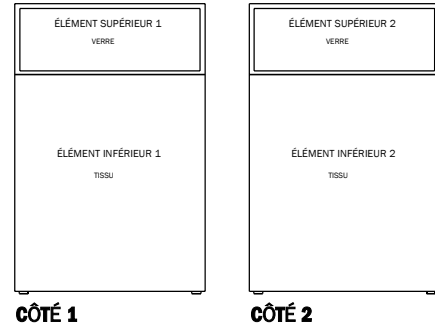 ÉLÉMENT SUPÉRIEUR 1
VERRE
ÉLÉMENT INFÉRIEUR 1
TISSU
CÔTÉ 1
ÉLÉMENT SUPÉRIEUR 2
VERRE
ÉLÉMENT INFÉRIEUR 2
TISSU
CÔTÉ 2